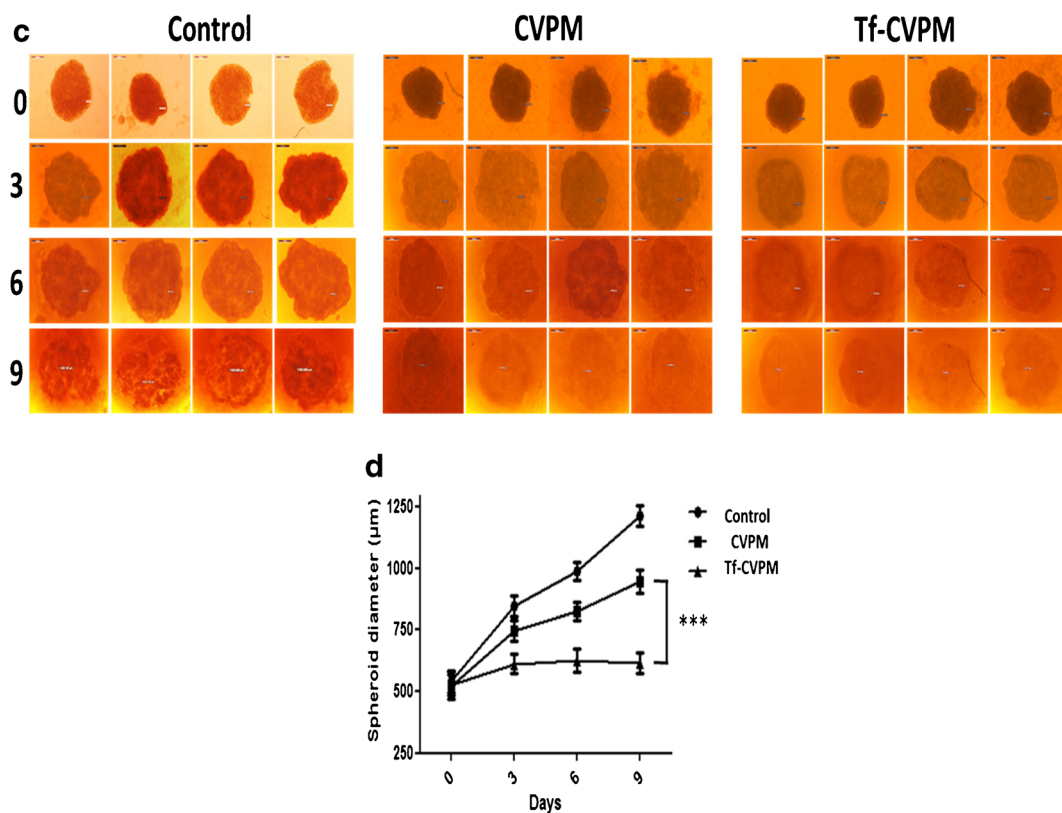 c
Control
CVPM
Tf-CVPM
0
3
6
9
d
Spheroid diameter (µm)
1250
1000
750
500
250
0
3
6
9
Days
Control
CVPM
Tf-CVPM
***